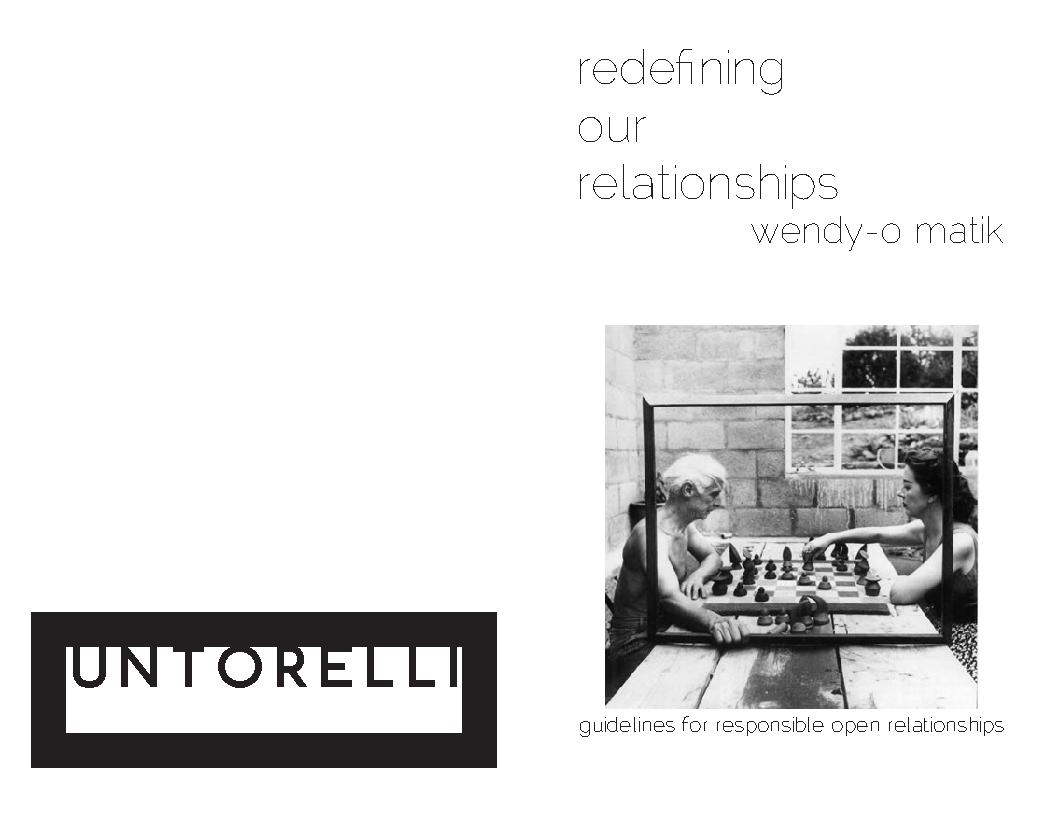 redefining
our
relationships
wendy-o matik
guidelines for responsible open relationships
UNTORELLI